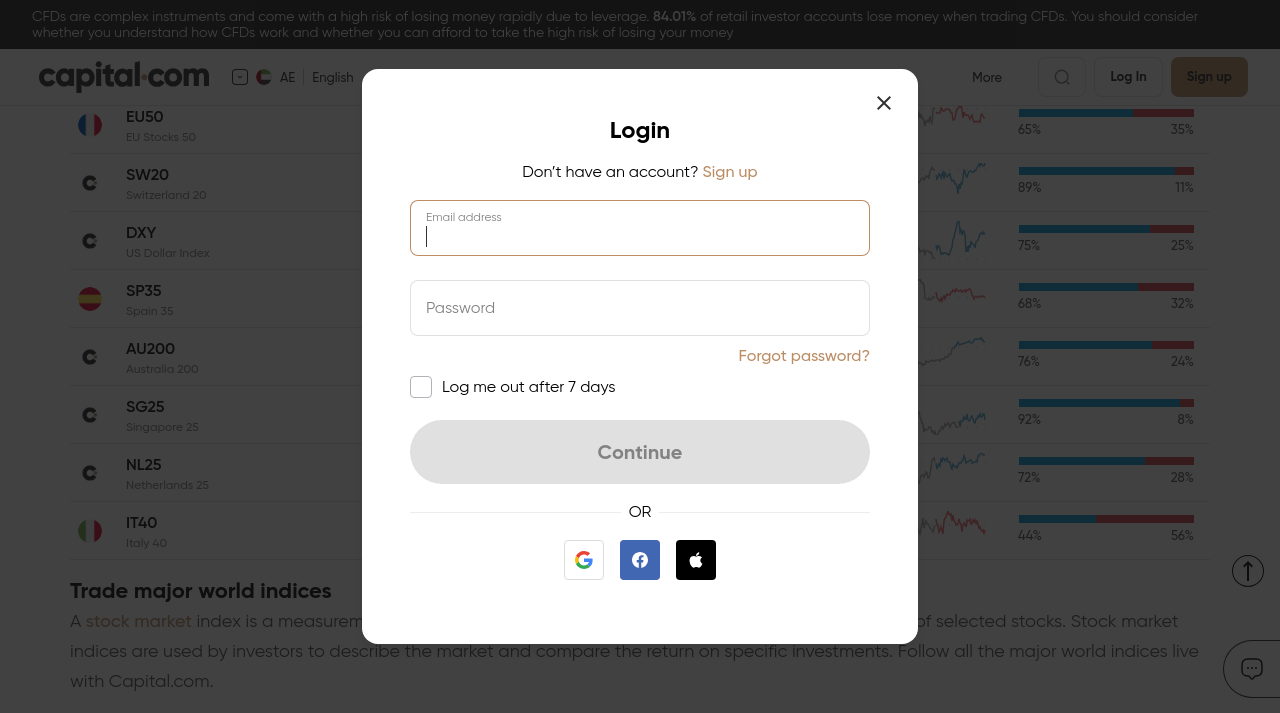 CFDs are complex instruments and come with a high risk of losing money rapidly due to leverage. 84.01% of retail investor accounts lose money when trading CFDs. You should consider
whether you understand how CFDs work and whether you can afford to take the high risk of losing your money
capital.com
AE
English
More
Log In
Sign up
EU50
EU Stocks 50
65%
35%
SW20
Switzerland 20
89%
11%
DXY
US Dollar Index
75%
25%
SP35
Spain 35
68%
32%
AU200
Australia 200
76%
24%
SG25
Singapore 25
92%
8%
NL25
Netherlands 25
72%
28%
IT40
Italy 40
44%
56%
Login
Don’t have an account? Sign up
Email address
Password
Forgot password?
Log me out after 7 days
Continue
OR
Trade major world indices
A stock market index is a measurem
of selected stocks. Stock market
indices are used by investors to describe the market and compare the return on specific investments. Follow all the major world indices live
with Capital.com.